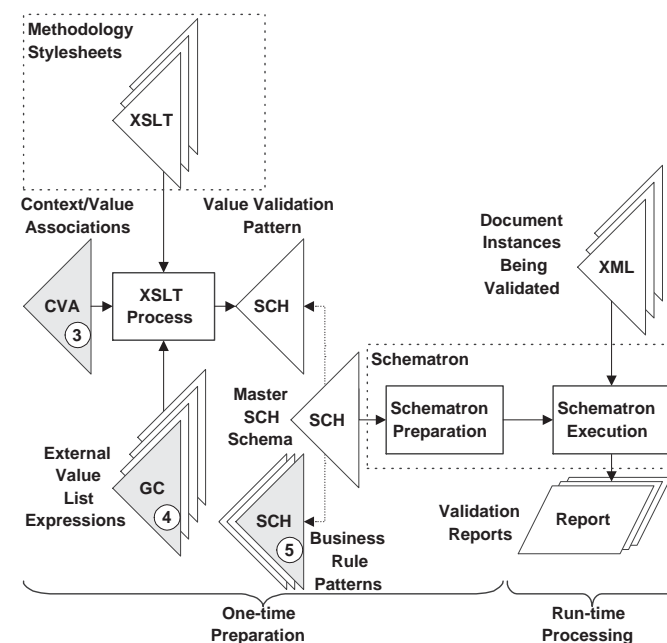 Methodology
Stylesheets
XSLT
Context/Value
Associations
Value Validation
Pattern
Document
Instances
Being
Validated
XML
CVA
3
XSLT
Process
SCH
Schematron
Master
SCH
Schema
SCH
Schematron
Preparation
Schematron
Execution
External
Value
List
Expressions
GC
4
SCH
5
Business
Rule
Patterns
Validation
Reports
Report
One-time
Preparation
Run-time
Processing